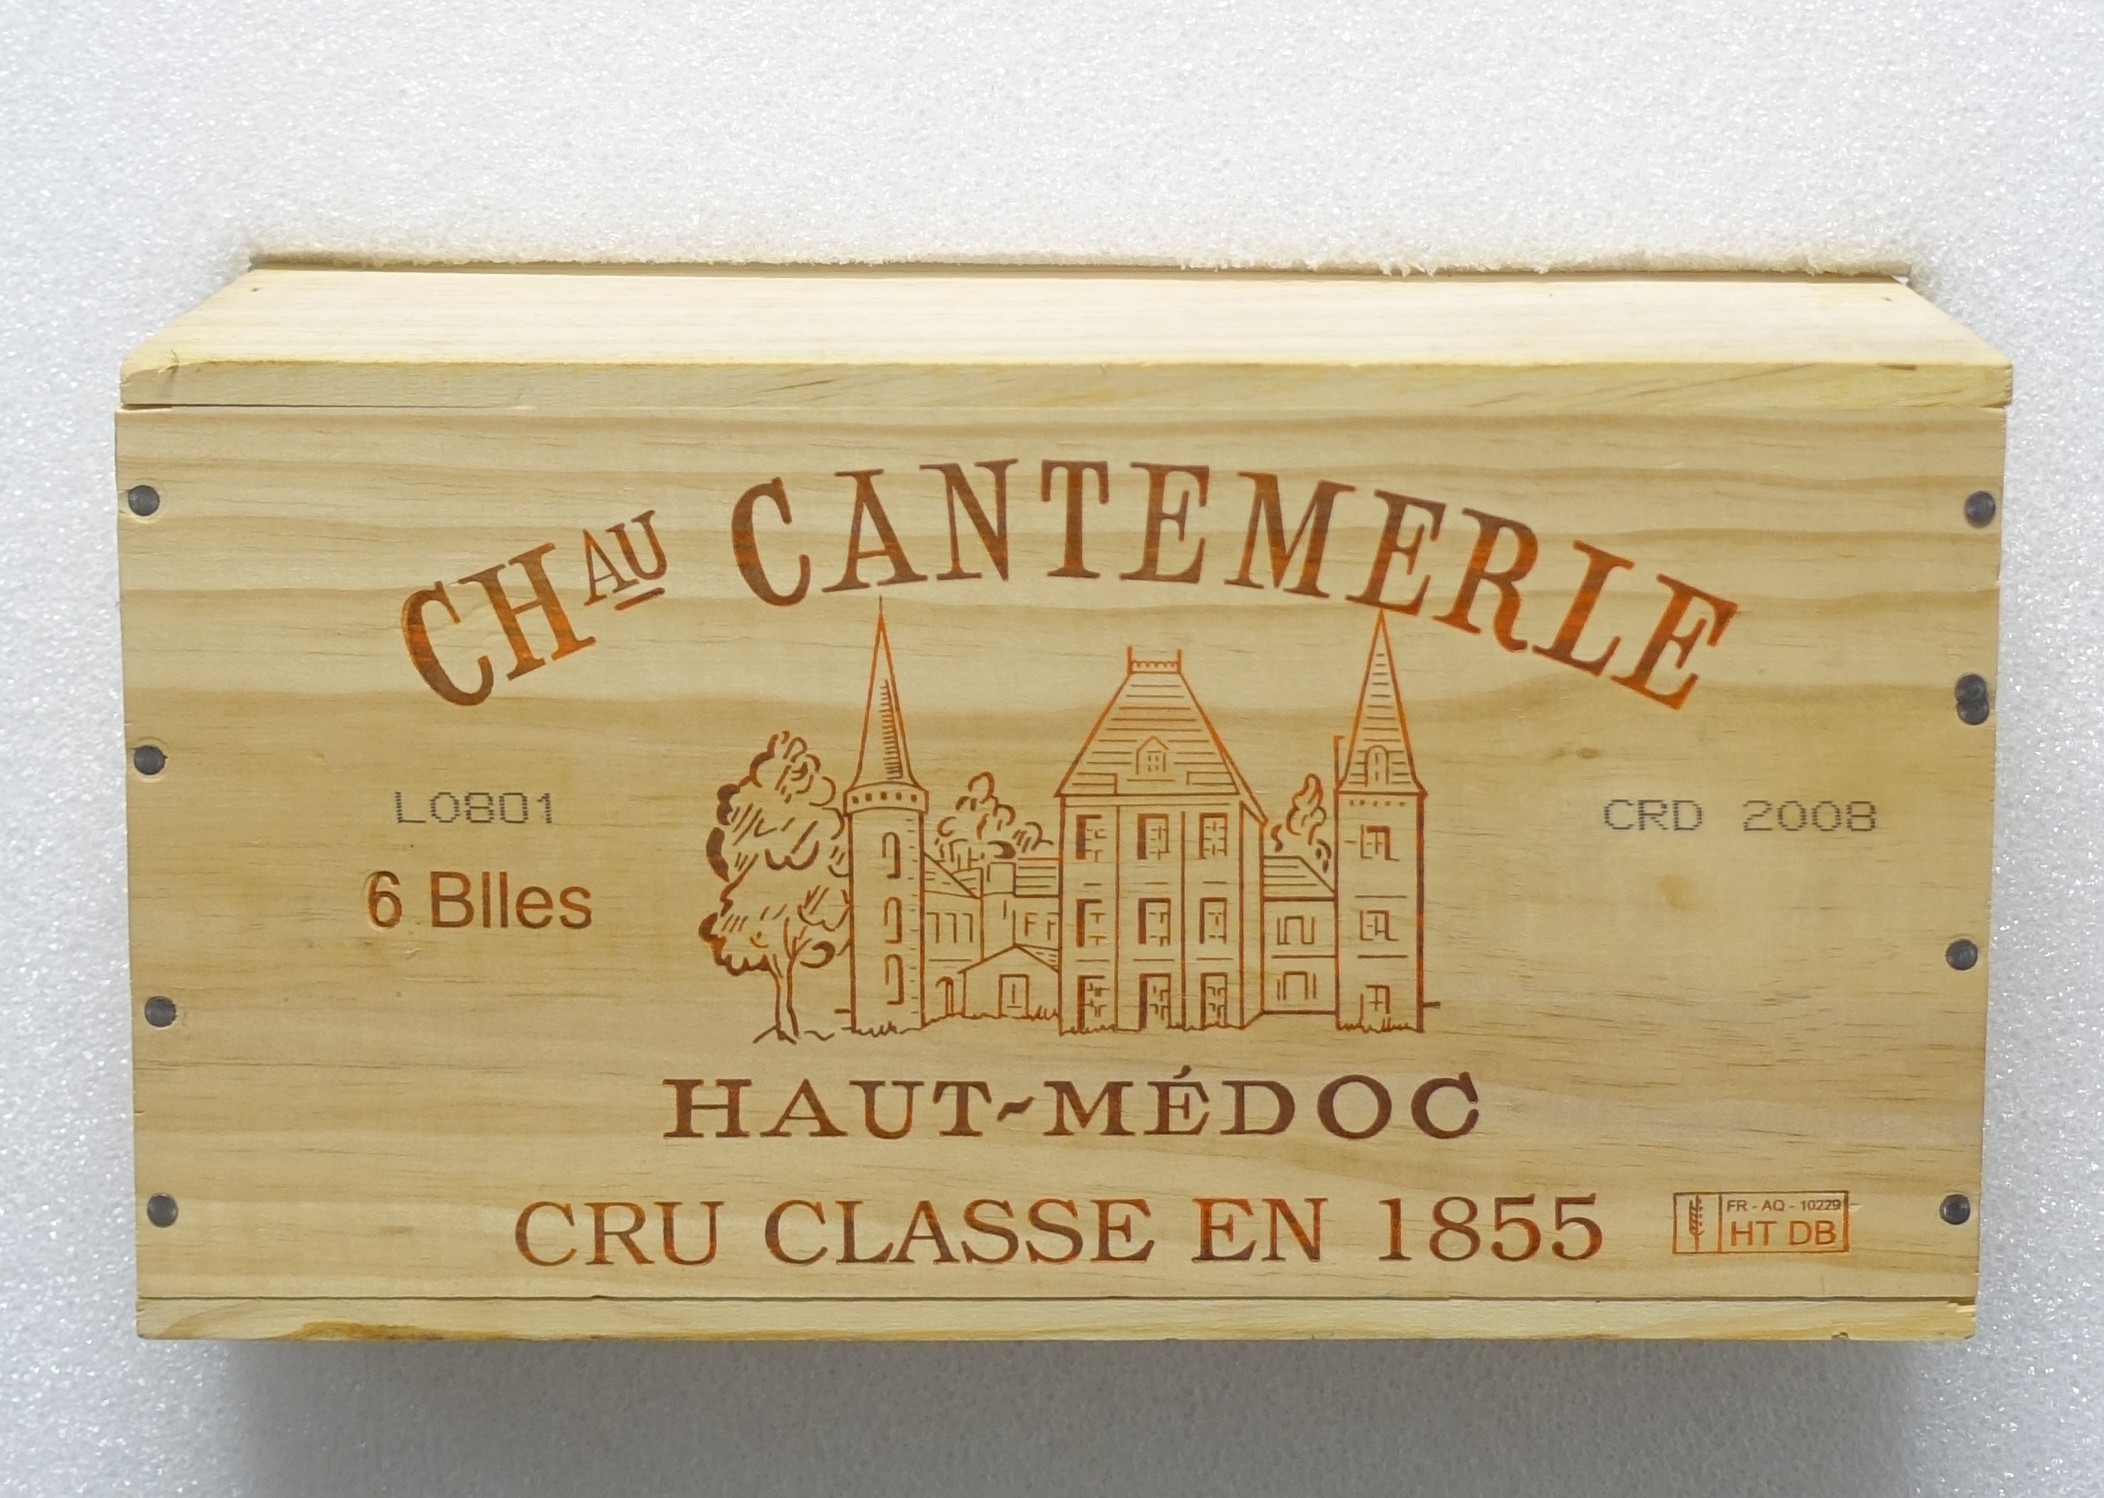 CHAU CANTEMERLE
L0801
CRD 2008
6 Blles
HAUT-MÉDOC
CRU CLASSE EN 1855
FR - AQ - 10229
HT DB